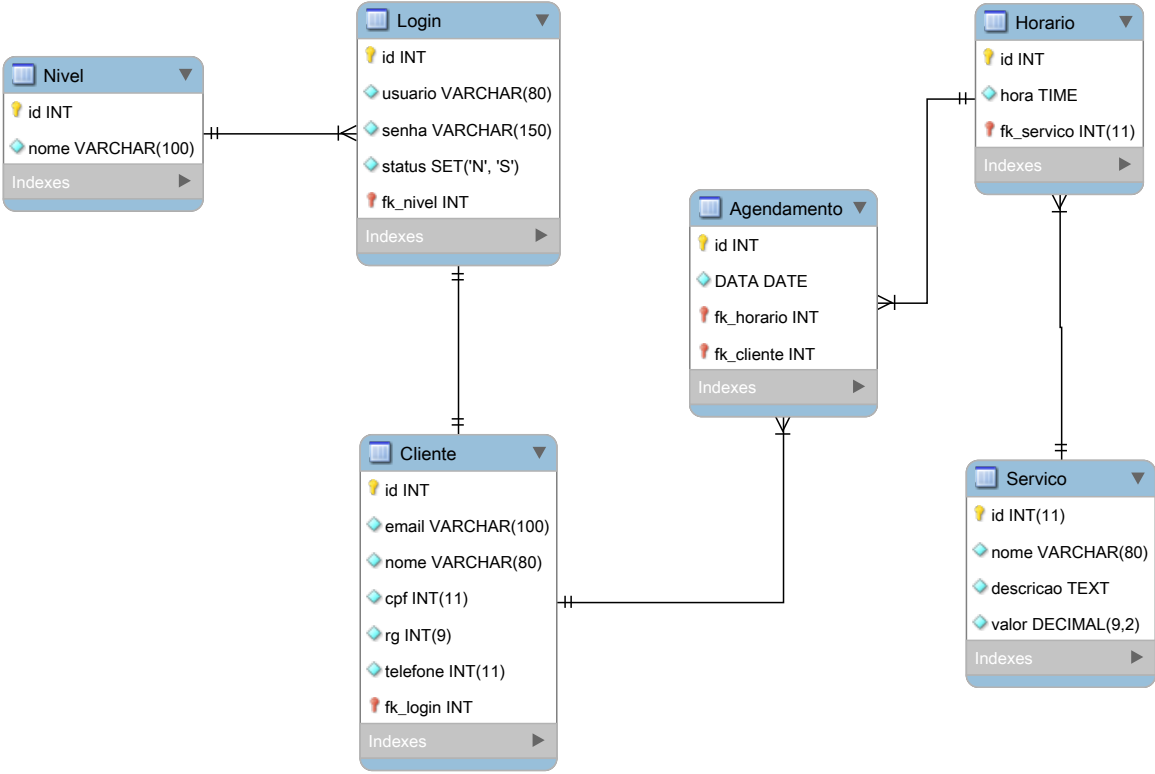 Nivel
id INT
nome VARCHAR(100)
Indexes
Login
id INT
usuario VARCHAR(80)
senha VARCHAR(150)
status SET('N', 'S')
fk_nivel INT
Indexes
Horario
id INT
hora TIME
fk_servico INT(11)
Indexes
Agendamento
id INT
DATA DATE
fk_horario INT
fk_cliente INT
Indexes
Cliente
id INT
email VARCHAR(100)
nome VARCHAR(80)
cpf INT(11)
rg INT(9)
telefone INT(11)
fk_login INT
Indexes
Servico
id INT(11)
nome VARCHAR(80)
descricao TEXT
valor DECIMAL(9,2)
Indexes